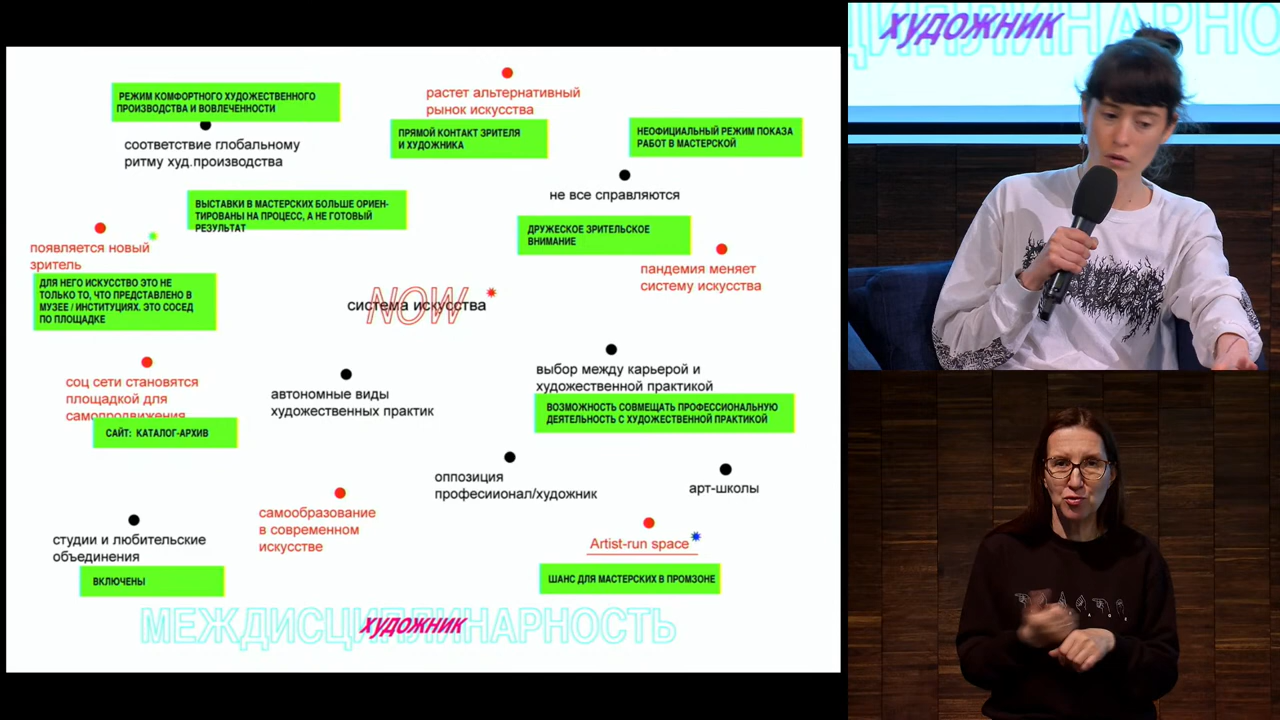 РЕЖИМ КОМФОРТНОГО ХУДОЖЕСТВЕННОГО
ПРОИЗВОДСТВА И ВОВЛЕЧЕННОСТИ
соответствие глобальному
ритму худ.производства
растет альтернативный
рынок искусства
ПРЯМОЙ КОНТАКТ ЗРИТЕЛЯ
И ХУДОЖНИКА
НЕОФИЦИАЛЬНЫЙ РЕЖИМ ПОКАЗА
РАБОТ В МАСТЕРСКОЙ
не все справляются
ВЫСТАВКИ В МАСТЕРСКИХ БОЛЬШЕ ОРИЕН-
ТИРОВАНЫ НА ПРОЦЕСС, А НЕ ГОТОВЫЙ
РЕЗУЛЬТАТ
ДРУЖЕСКОЕ ЗРИТЕЛЬСКОЕ
ВНИМАНИЕ
появляется новый
зритель
ДЛЯ НЕГО ИСКУССТВО ЭТО НЕ
ТОЛЬКО ТО, ЧТО ПРЕДСТАВЛЕНО В
МУЗЕЕ / ИНСТИТУЦИЯХ. ЭТО СОСЕД
ПО ПЛОЩАДКЕ
пандемия меняет
систему искусства
система искусства
NOW
соц сети становятся
площадкой для
самопродвижения
САЙТ: КАТАЛОГ-АРХИВ
автономные виды
художественных практик
выбор между карьерой и
художественной практикой
ВОЗМОЖНОСТЬ СОВМЕЩАТЬ ПРОФЕССИОНАЛЬНУЮ
ДЕЯТЕЛЬНОСТЬ С ХУДОЖЕСТВЕННОЙ ПРАКТИКОЙ
оппозиция
професиионал/художник
арт-школы
самообразование
в современном
искусстве
студии и любительские
объединения
ВКЛЮЧЕНЫ
Artist-run space
ШАНС ДЛЯ МАСТЕРСКИХ В ПРОМЗОНЕ
МЕЖДИСЦИПЛИНАРНОСТЬ
художник
художник
ЦИПЛИНАРНО